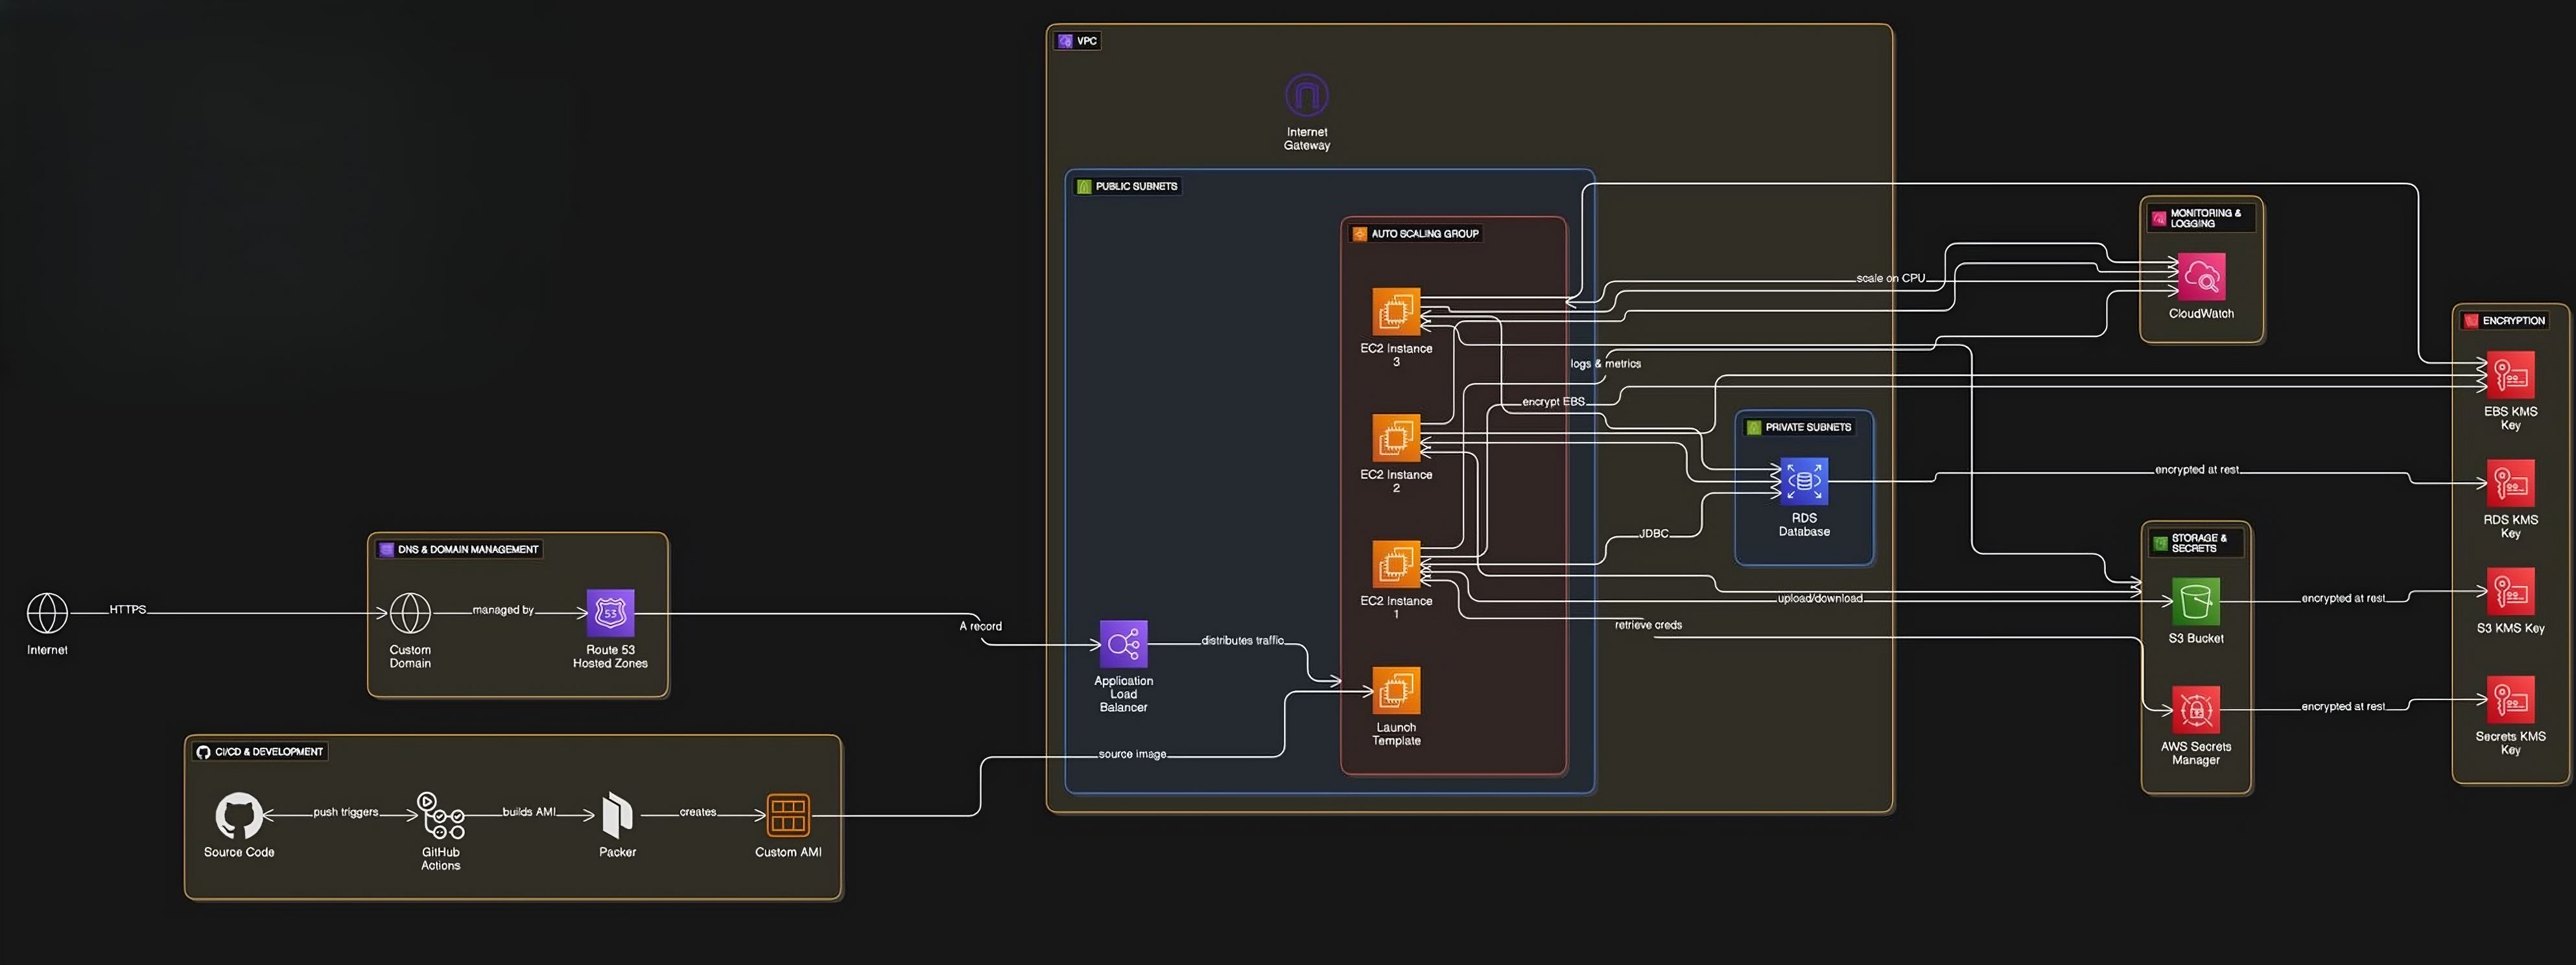 VPC
Internet
Gateway
PUBLIC SUBNETS
AUTO SCALING GROUP
EC2 Instance
3
EC2 Instance
2
EC2 Instance
1
Launch
Template
Application
Load
Balancer
distributes traffic
source image
A record
scale on CPU
logs & metrics
encrypt EBS
JDBC
upload/download
retrieve creds
PRIVATE SUBNETS
RDS
Database
MONITORING &
LOGGING
CloudWatch
STORAGE &
SECRETS
S3 Bucket
AWS Secrets
Manager
encrypted at rest
encrypted at rest
encrypted at rest
ENCRYPTION
EBS KMS
Key
RDS KMS
Key
S3 KMS Key
Secrets KMS
Key
Internet
HTTPS
DNS & DOMAIN MANAGEMENT
Custom
Domain
managed by
53
Route 53
Hosted Zones
CI/CD & DEVELOPMENT
Source Code
push triggers
GitHub
Actions
builds AMI
Packer
creates
Custom AMI